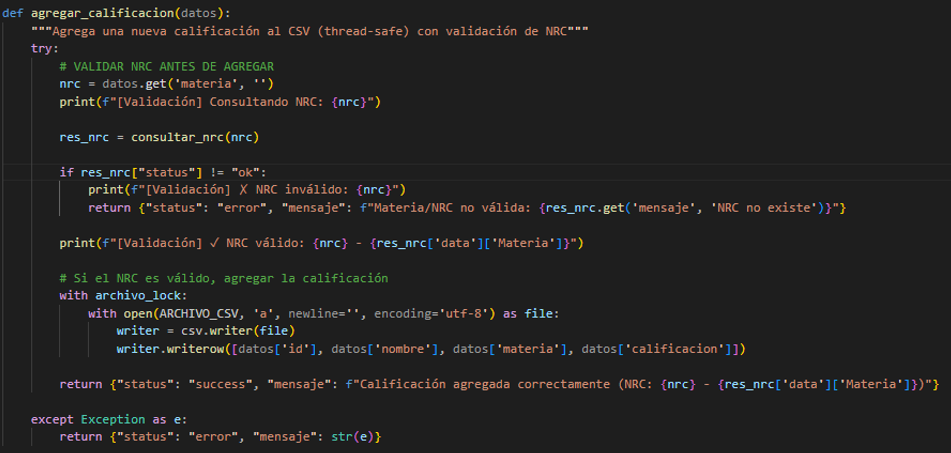 def agregar_calificacion(datos):
    """Agrega una nueva calificación al CSV (thread-safe) con validación de NRC"""
    try:
        # VALIDAR NRC ANTES DE AGREGAR
        nrc = datos.get('materia', '')
        print(f"[Validación] Consultando NRC: {nrc}")

        res_nrc = consultar_nrc(nrc)

        if res_nrc["status"] != "ok":
            print(f"[Validación] ✗ NRC inválido: {nrc}")
            return {"status": "error", "mensaje": f"Materia/NRC no válida: {res_nrc.get('mensaje', 'NRC no existe')}"}

        print(f"[Validación] ✓ NRC válido: {nrc} - {res_nrc['data']['Materia']}")

        # Si el NRC es válido, agregar la calificación
        with archivo_lock:
            with open(ARCHIVO_CSV, 'a', newline='', encoding='utf-8') as file:
                writer = csv.writer(file)
                writer.writerow([datos['id'], datos['nombre'], datos['materia'], datos['calificacion']])

        return {"status": "success", "mensaje": f"Calificación agregada correctamente (NRC: {nrc} - {res_nrc['data']['Materia']})"}

    except Exception as e:
        return {"status": "error", "mensaje": str(e)}